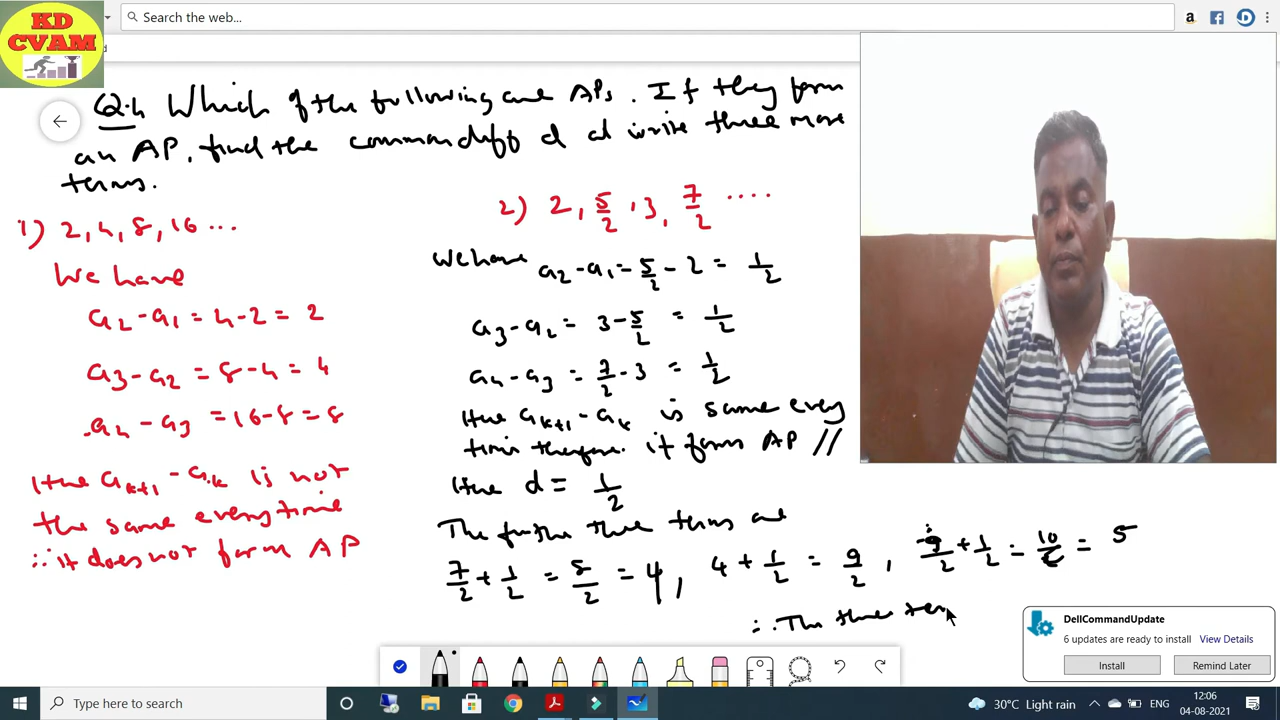 KD
CVAM
Search the web...
Q.4 Which of the following are APs. If they form
an AP, find the common diff d d write three more
terms.
1) 2, 4, 8, 16 ...
We have
a2 - a1 = 4 - 2 = 2
a3 - a2 = 8 - 4 = 4
a4 - a3 = 16 - 8 = 8
Here ak+1 - ak is not
the same every time
∴ it does not form AP
2) 2, 5/2, 3, 7/2 ....
We have a2 - a1 = 5/2 - 2 = 1/2
a3 - a2 = 3 - 5/2 = 1/2
a4 - a3 = 7/2 - 3 = 1/2
Here ak+1 - ak is same every
time therefore it forms AP //
Here d = 1/2
The further three terms are
7/2 + 1/2 = 8/2 = 4, 4 + 1/2 = 9/2, 9/2 + 1/2 = 10/2 = 5
∴ The three ter
DellCommandUpdate
6 updates are ready to install View Details
Install Remind Later
Type here to search
30°C Light rain
ENG
12:06
04-08-2021